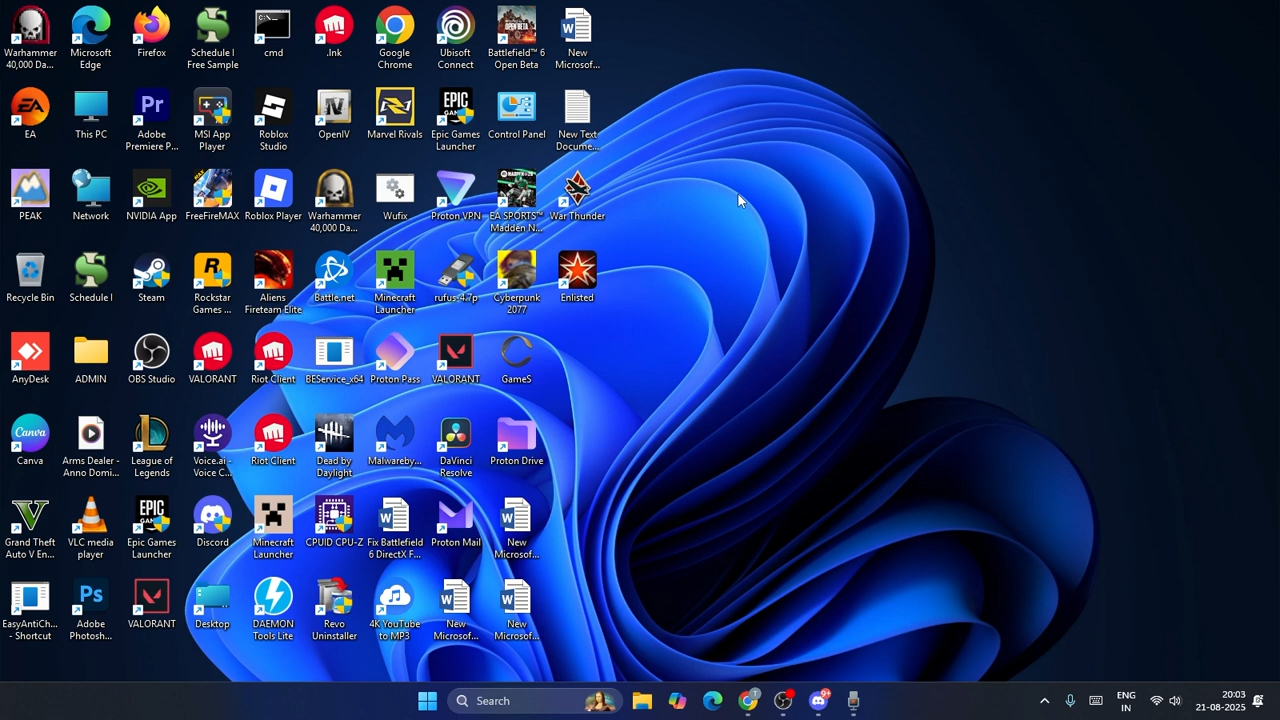 Warhammer
40,000 Da...
Microsoft
Edge
Firefox
Schedule I
Free Sample
cmd
.lnk
Google
Chrome
Ubisoft
Connect
Battlefield™ 6
Open Beta
New
Microsof...
EA
This PC
Adobe
Premiere P...
MSI App
Player
Roblox
Studio
OpenIV
Marvel Rivals
Epic Games
Launcher
Control Panel
New Text
Docume...
PEAK
Network
NVIDIA App
FreeFireMAX
Roblox Player
Warhammer
40,000 Da...
Wufix
Proton VPN
EA SPORTS™
Madden N...
War Thunder
Recycle Bin
Schedule I
Steam
Rockstar
Games ...
Aliens
Fireteam Elite
Battle.net
Minecraft
Launcher
rufus-4.7p
Cyberpunk
2077
Enlisted
AnyDesk
ADMIN
OBS Studio
VALORANT
Riot Client
BEService_x64
Proton Pass
VALORANT
GameS
Canva
Arms Dealer -
Anno Domi...
League of
Legends
Voice.ai -
Voice C...
Riot Client
Dead by
Daylight
Malwareby...
DaVinci
Resolve
Proton Drive
Grand Theft
Auto V En...
VLC media
player
Epic Games
Launcher
Discord
Minecraft
Launcher
CPUID CPU-Z
Fix Battlefield
6 DirectX F...
Proton Mail
New
Microsof...
EasyAntiCh...
- Shortcut
Adobe
Photosh...
VALORANT
Desktop
DAEMON
Tools Lite
Revo
Uninstaller
4K YouTube
to MP3
New
Microsof...
New
Microsof...
Search
ENG
IN
20:03
21-08-2025